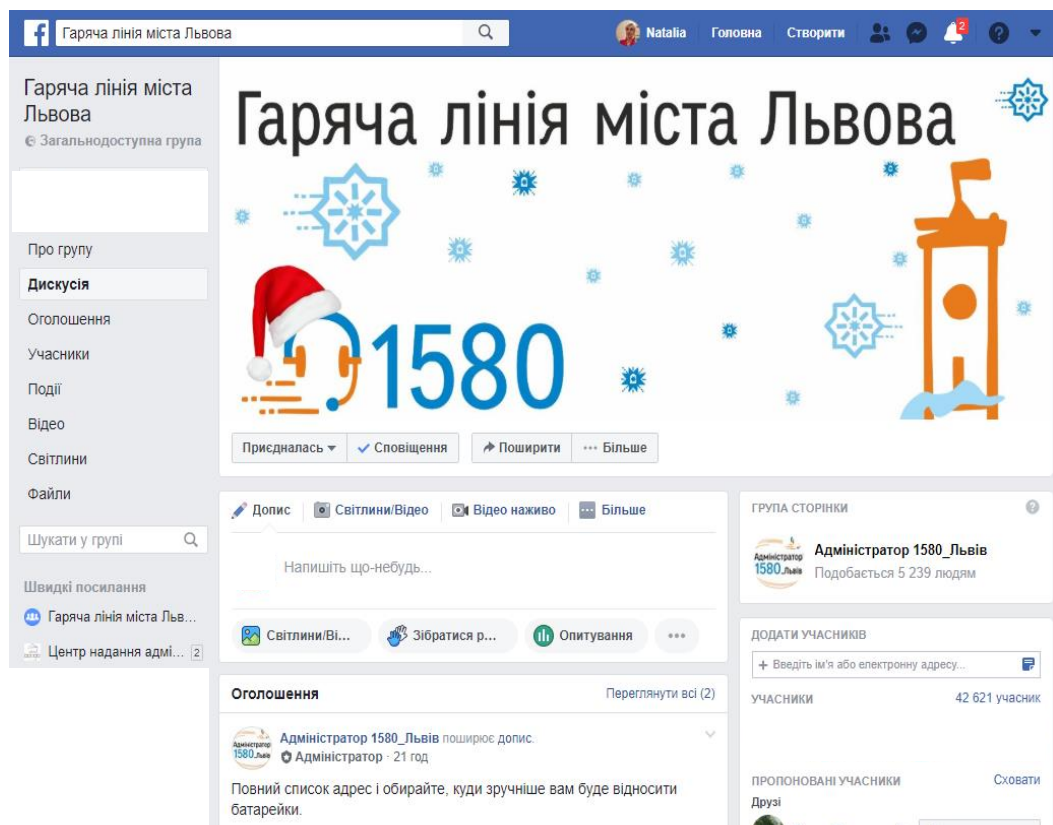 Гаряча лінія міста Львова
Natalia Головна Створити 2
Гаряча лінія міста
Львова
Загальнодоступна група
Про групу
Дискусія
Оголошення
Учасники
Події
Відео
Світлини
Файли
Шукати у групі
Швидкі посилання
Гаряча лінія міста Льв...
Центр надання адмі... 2
Гаряча лінія міста Львова
1580
Приєдналась Сповіщення Поширити Більше
Допис Світлини/Відео Відео наживо Більше
Напишіть що-небудь...
Світлини/Ві... Зібратися р... Опитування
Оголошення Переглянути всі (2)
Адміністратор
1580_Львів
Адміністратор 1580_Львів поширює допис.
Адміністратор · 21 год
Повний список адрес і обирайте, куди зручніше вам буде відносити
батарейки.
ГРУПА СТОРІНКИ
Адміністратор
1580_Львів
Адміністратор 1580_Львів
Подобається 5 239 людям
ДОДАТИ УЧАСНИКІВ
+ Введіть ім'я або електронну адресу...
УЧАСНИКИ 42 621 учасник
ПРОПОНОВАНІ УЧАСНИКИ Сховати
Друзі